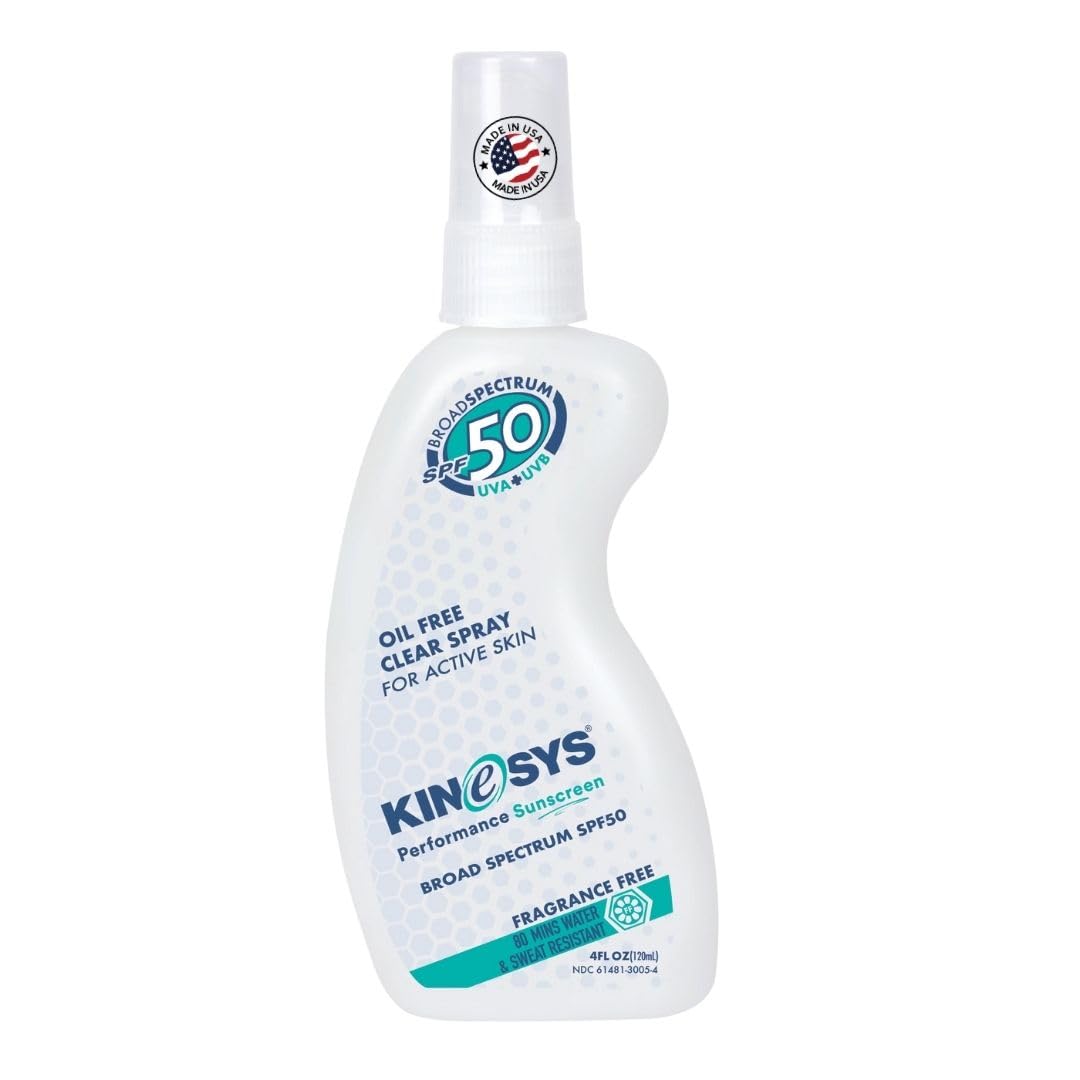 MADE IN USA
MADE IN USA
BROADSPECTRUM
SPF 50
UVA+UVB
OIL FREE
CLEAR SPRAY
FOR ACTIVE SKIN
KINeSYS®
Performance Sunscreen
BROAD SPECTRUM SPF50
FRAGRANCE FREE
80 MINS WATER
& SWEAT RESISTANT
FF
4FL OZ(120mL)
NDC 61481-3005-4